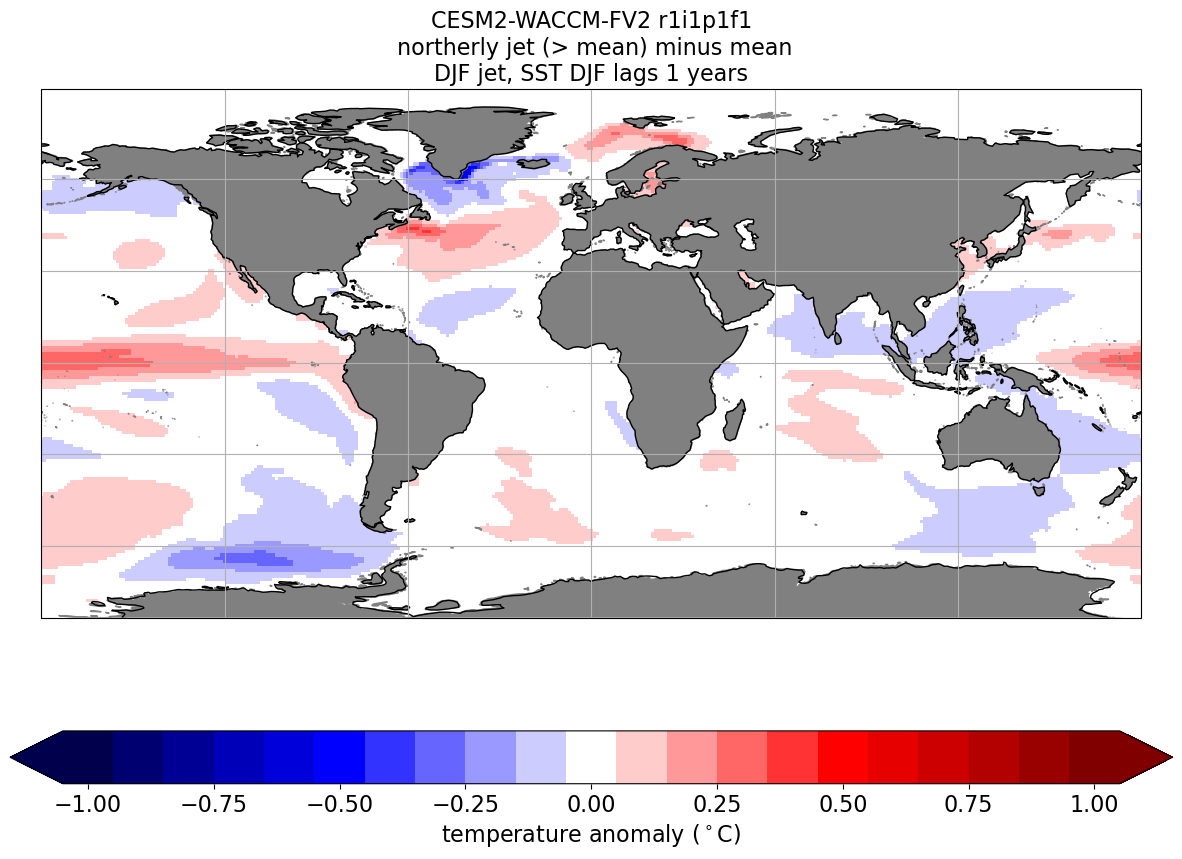 CESM2-WACCM-FV2 r1i1p1f1
northerly jet (> mean) minus mean
DJF jet, SST DJF lags 1 years
−1.00 −0.75 −0.50 −0.25 0.00 0.25 0.50 0.75 1.00
temperature anomaly (°C)